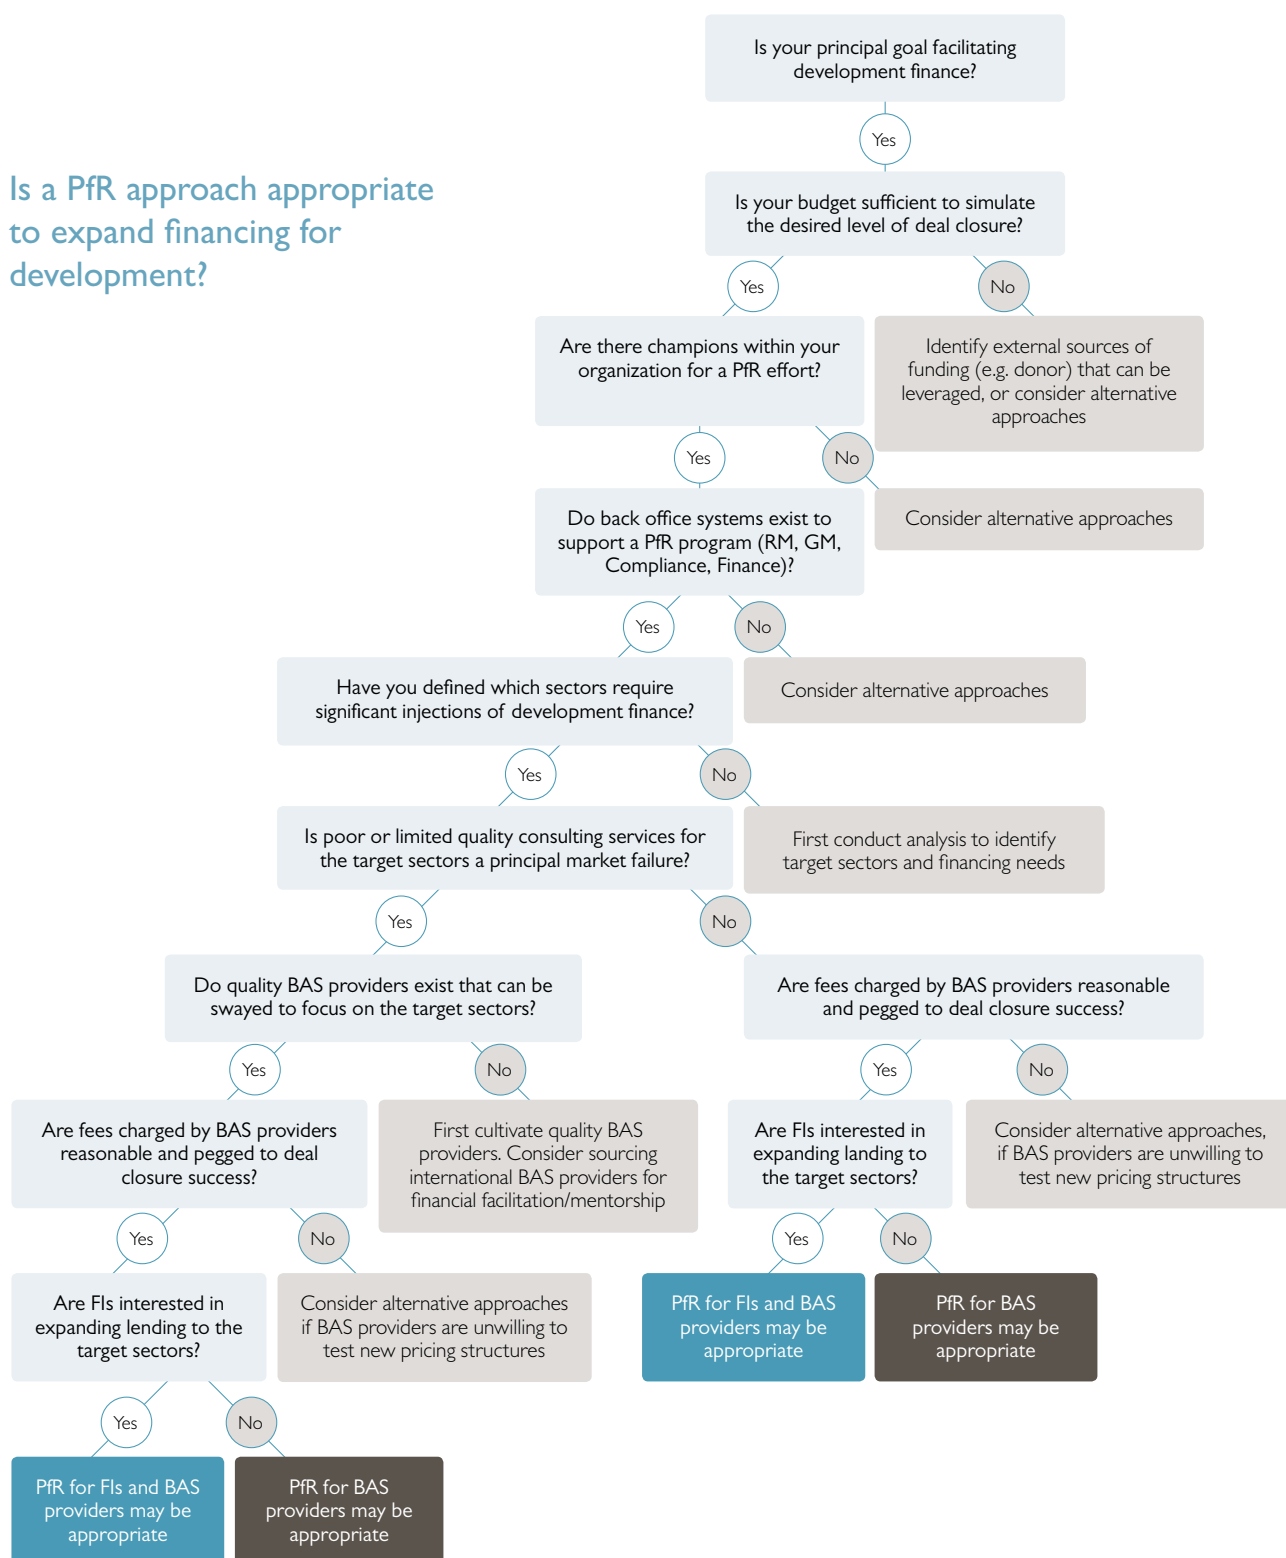 Is your principal goal facilitating
development finance?
Yes
Is a PfR approach appropriate
to expand financing for
development?
Is your budget sufficient to simulate
the desired level of deal closure?
Yes
No
Are there champions within your
organization for a PfR effort?
Identify external sources of
funding (e.g. donor) that can be
leveraged, or consider alternative
approaches
Yes
No
Do back office systems exist to
support a PfR program (RM, GM,
Compliance, Finance)?
Consider alternative approaches
Yes
No
Have you defined which sectors require
significant injections of development finance?
Consider alternative approaches
Yes
No
Is poor or limited quality consulting services for
the target sectors a principal market failure?
First conduct analysis to identify
target sectors and financing needs
Yes
No
Do quality BAS providers exist that can be
swayed to focus on the target sectors?
Are fees charged by BAS providers reasonable
and pegged to deal closure success?
Yes
No
Yes
No
Are fees charged by BAS providers
reasonable and pegged to deal
closure success?
First cultivate quality BAS
providers. Consider sourcing
international BAS providers for
financial facilitation/mentorship
Are FIs interested in
expanding landing to
the target sectors?
Consider alternative approaches,
if BAS providers are unwilling to
test new pricing structures
Yes
No
Yes
No
Are FIs interested in
expanding lending to the
target sectors?
Consider alternative approaches
if BAS providers are unwilling to
test new pricing structures
PfR for FIs and BAS
providers may be
appropriate
PfR for BAS
providers may be
appropriate
Yes
No
PfR for FIs and BAS
providers may be
appropriate
PfR for BAS
providers may be
appropriate